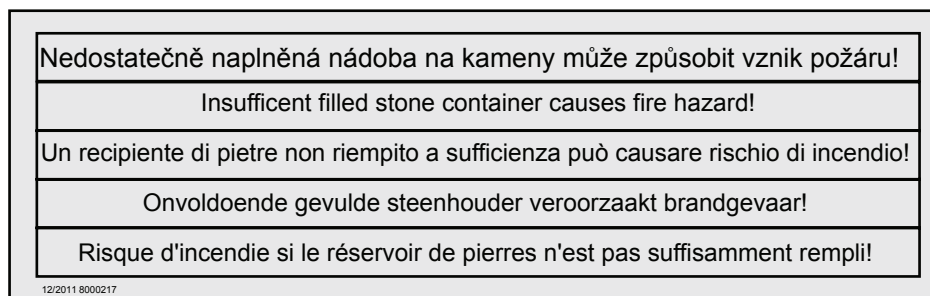 Nedostatečně naplněná nádoba na kameny může způsobit vznik požáru!
Insufficent filled stone container causes fire hazard!
Un recipiente di pietre non riempito a sufficienza può causare rischio di incendio!
Onvoldoende gevulde steenhouder veroorzaakt brandgevaar!
Risque d'incendie si le réservoir de pierres n'est pas suffisamment rempli!
12/2011 8000217